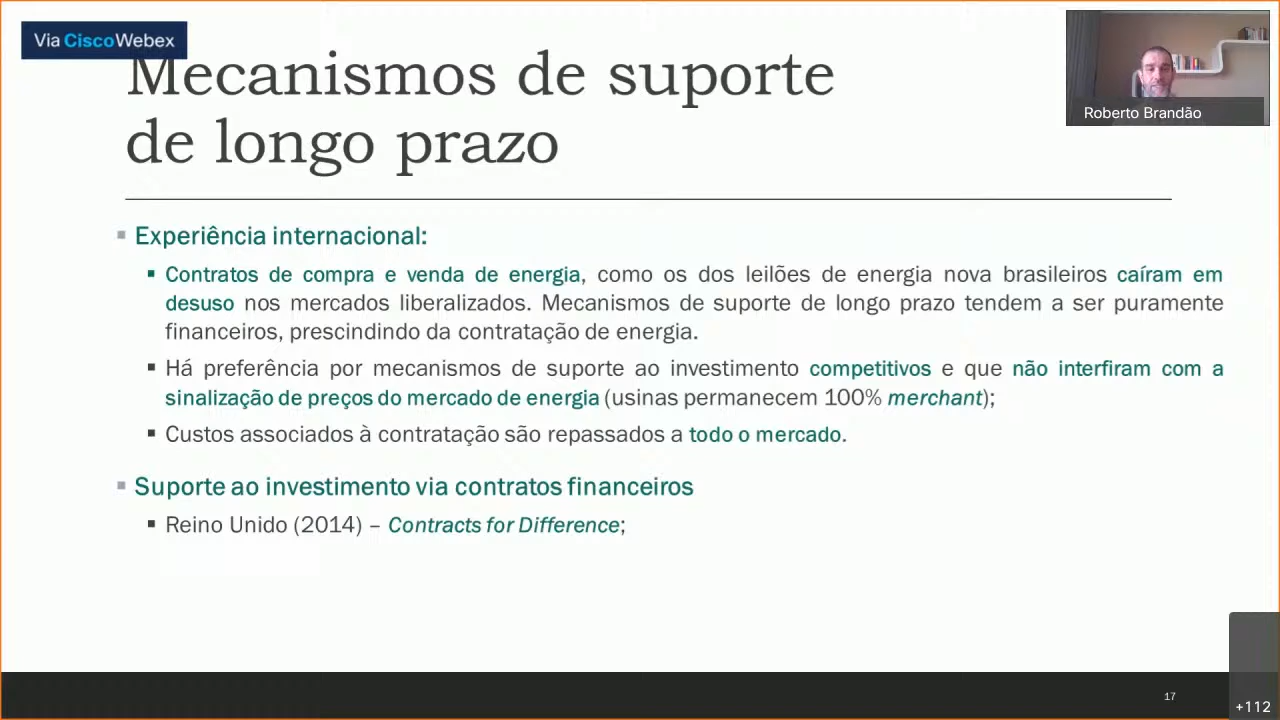 Via Cisco Webex
Mecanismos de suporte
de longo prazo
Roberto Brandão
▪ Experiência internacional:
▪ Contratos de compra e venda de energia, como os dos leilões de energia nova brasileiros caíram em
desuso nos mercados liberalizados. Mecanismos de suporte de longo prazo tendem a ser puramente
financeiros, prescindindo da contratação de energia.
▪ Há preferência por mecanismos de suporte ao investimento competitivos e que não interfiram com a
sinalização de preços do mercado de energia (usinas permanecem 100% merchant);
▪ Custos associados à contratação são repassados a todo o mercado.
▪ Suporte ao investimento via contratos financeiros
▪ Reino Unido (2014) – Contracts for Difference;
17
+112